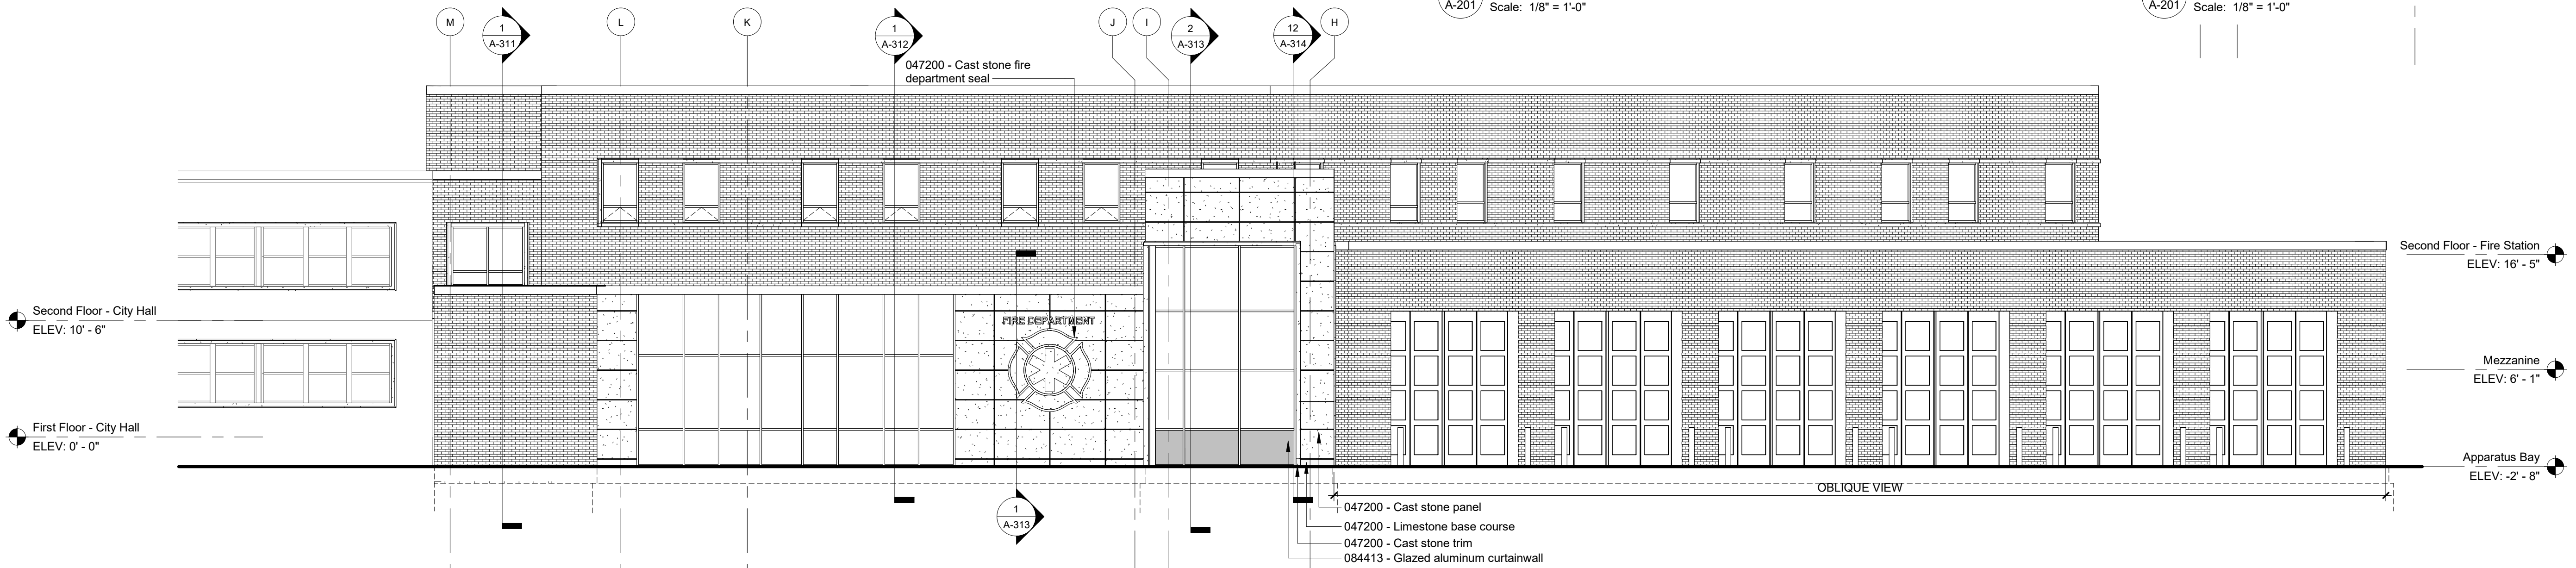 A-201
Scale: 1/8" = 1'-0"
A-201
Scale: 1/8" = 1'-0"
M
1
A-311
L
K
1
A-312
J
I
2
A-313
12
A-314
H
047200 - Cast stone fire
department seal
Second Floor - Fire Station
ELEV: 16' - 5"
Second Floor - City Hall
ELEV: 10' - 6"
FIRE DEPARTMENT
Mezzanine
ELEV: 6' - 1"
First Floor - City Hall
ELEV: 0' - 0"
Apparatus Bay
ELEV: -2' - 8"
OBLIQUE VIEW
1
A-313
047200 - Cast stone panel
047200 - Limestone base course
047200 - Cast stone trim
084413 - Glazed aluminum curtainwall